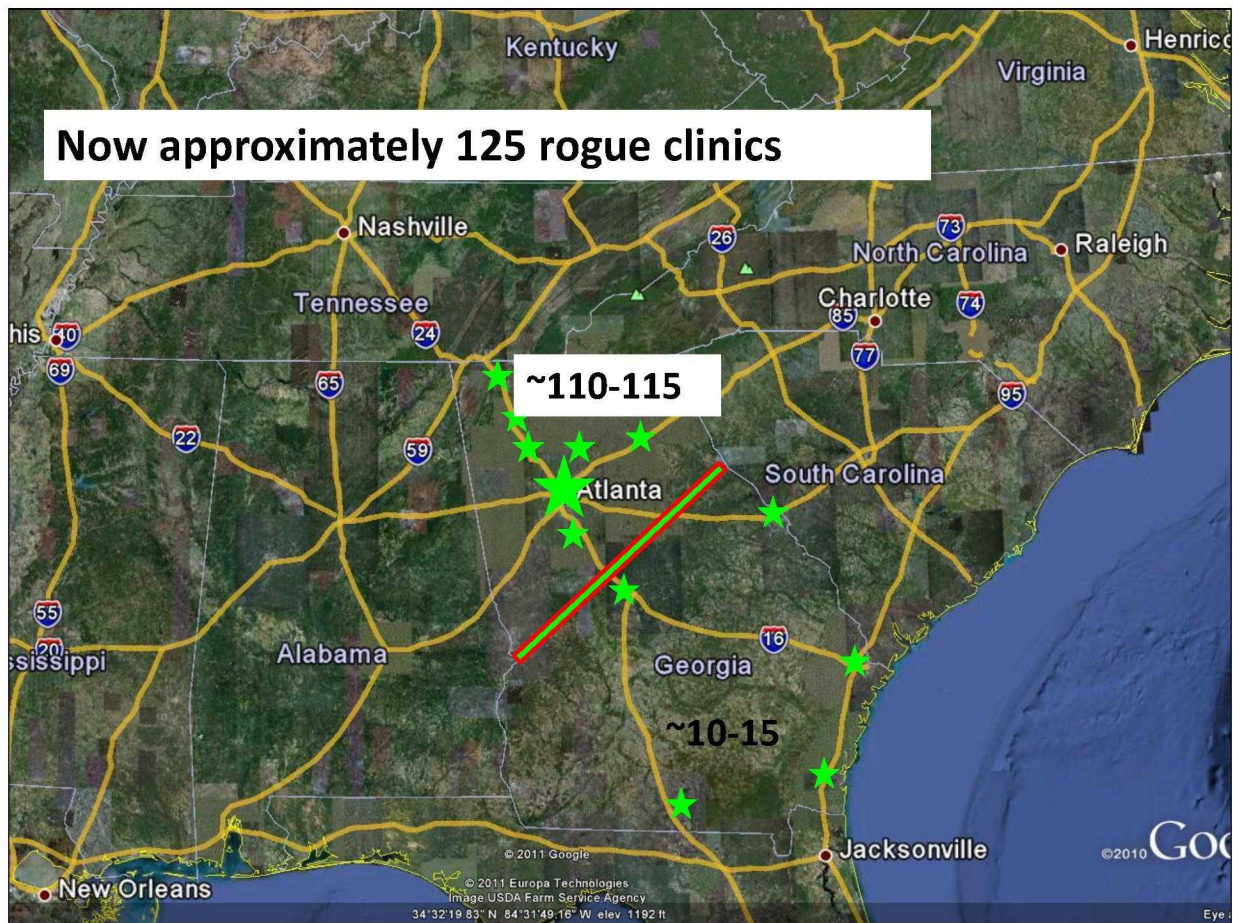 Kentucky
Henrico
Virginia
Now approximately 125 rogue clinics
Nashville
26
73
North Carolina
Raleigh
Tennessee
Charlotte
74
his
40
24
85
69
65
77
~110-115
95
22
59
Atlanta
South Carolina
55
20
ssissippi
Alabama
Georgia
16
~10-15
Jacksonville
© 2011 Google
©2010
Goo
New Orleans
© 2011 Europa Technologies
Image USDA Farm Service Agency
34°32'19.83" N 84°31'49.16" W elev 1192 ft
Eye